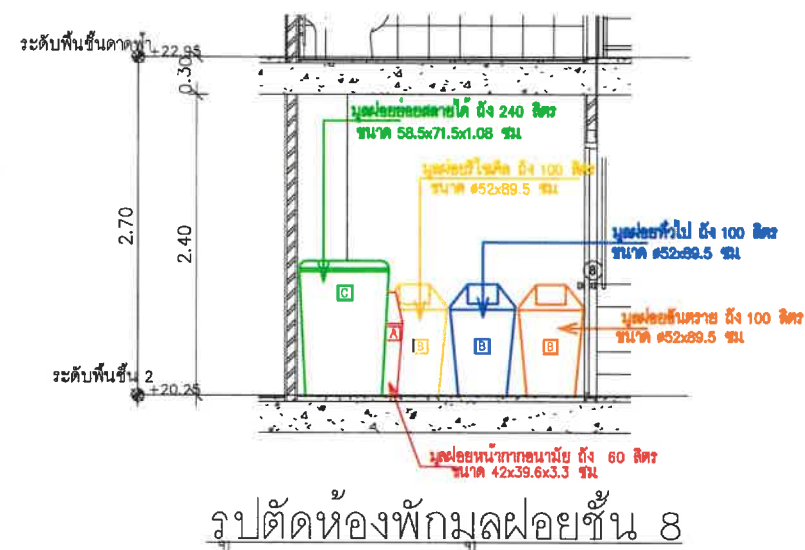 ระดับพื้นชั้นดาดฟ้า
+22.95
0.30
มูลฝอยย่อยสลายได้ ถัง 240 ลิตร
ขนาด 58.5x71.5x1.08 ซม
มูลฝอยรีไซเคิล ถัง 100 ลิตร
ขนาด ø52x89.5 ซม
2.70
2.40
มูลฝอยทั่วไป ถัง 100 ลิตร
ขนาด ø52x89.5 ซม
8
C
มูลฝอยอันตราย ถัง 100 ลิตร
ขนาด ø52x89.5 ซม
A
B
B
B
ระดับพื้นชั้น 2
+20.25
มูลฝอยหน้ากากอนามัย ถัง 60 ลิตร
ขนาด 42x39.6x3.3 ซม
รูปตัดห้องพักมูลฝอยชั้น 8